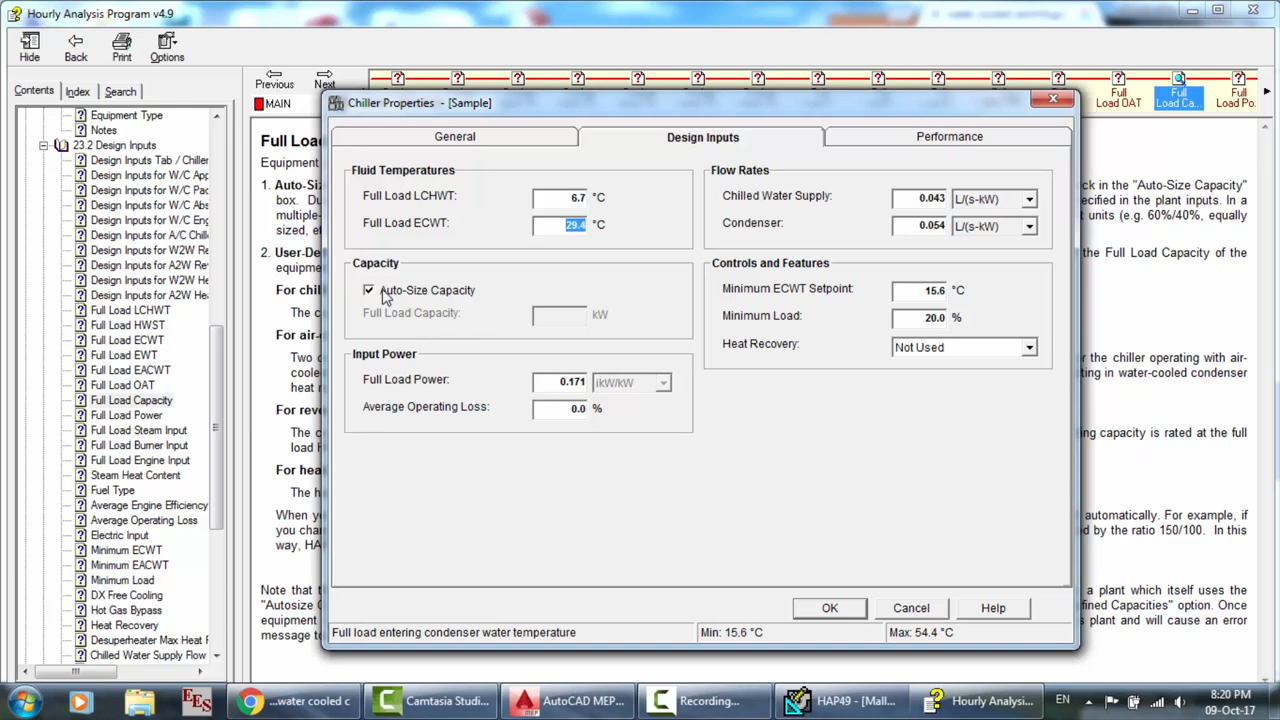 Hourly Analysis Program v4.9
Hide
Back
Print
Options
Contents
Index
Search
Previous
Next
MAIN
Full
Load OAT
Full
Load Ca...
Full
Load Po.
Equipment Type
Notes
23.2 Design Inputs
Design Inputs Tab / Chiller
Design Inputs for W/C App
Design Inputs for W/C Pac
Design Inputs for W/C Abs
Design Inputs for W/C Eng
Design Inputs for A/C Chill
Design Inputs for W2W Re
Design Inputs for A2W Rev
Design Inputs for W2W He
Design Inputs for A2W Hea
Full Load LCHWT
Full Load HWST
Full Load ECWT
Full Load EWT
Full Load EACWT
Full Load OAT
Full Load Capacity
Full Load Power
Full Load Steam Input
Full Load Burner Input
Full Load Engine Input
Steam Heat Content
Fuel Type
Average Engine Efficiency
Average Operating Loss
Electric Input
Minimum ECWT
Minimum EACWT
Minimum Load
DX Free Cooling
Hot Gas Bypass
Heat Recovery
Desuperheater Max Heat F
Chilled Water Supply Flow
Full Loa
Equipment
1. Auto-Siz
box. Du
multiple-
sized, et
2. User-De
equipme
For chil
The c
For air-
Two c
coole
heat r
For reve
The c
load h
For hea
The h
When yo
you chan
way, HA
Note that t
"Autosize C
equipment
message to
ck in the "Auto-Size Capacity"
pecified in the plant inputs. In a
t units (e.g. 60%/40%, equally
the Full Load Capacity of the
r the chiller operating with air-
ting in water-cooled condenser
ng capacity is rated at the full
automatically. For example, if
d by the ratio 150/100. In this
a plant which itself uses the
fined Capacities" option. Once
s plant and will cause an error
Chiller Properties - [Sample]
General
Design Inputs
Performance
Fluid Temperatures
Full Load LCHWT:
6.7
°C
Full Load ECWT:
29.4
°C
Capacity
Auto-Size Capacity
Full Load Capacity:
kW
Input Power
Full Load Power:
0.171
ikW/kW
Average Operating Loss:
0.0
%
Flow Rates
Chilled Water Supply:
0.043
L/(s-kW)
Condenser:
0.054
L/(s-kW)
Controls and Features
Minimum ECWT Setpoint:
15.6
°C
Minimum Load:
20.0
%
Heat Recovery:
Not Used
OK
Cancel
Help
Full load entering condenser water temperature
Min: 15.6 °C
Max: 54.4 °C
EES
...water cooled c
Camtasia Studi...
AutoCAD MEP...
Recording...
HAP49 - [Mall...
Hourly Analysi...
EN
8:20 PM
09-Oct-17